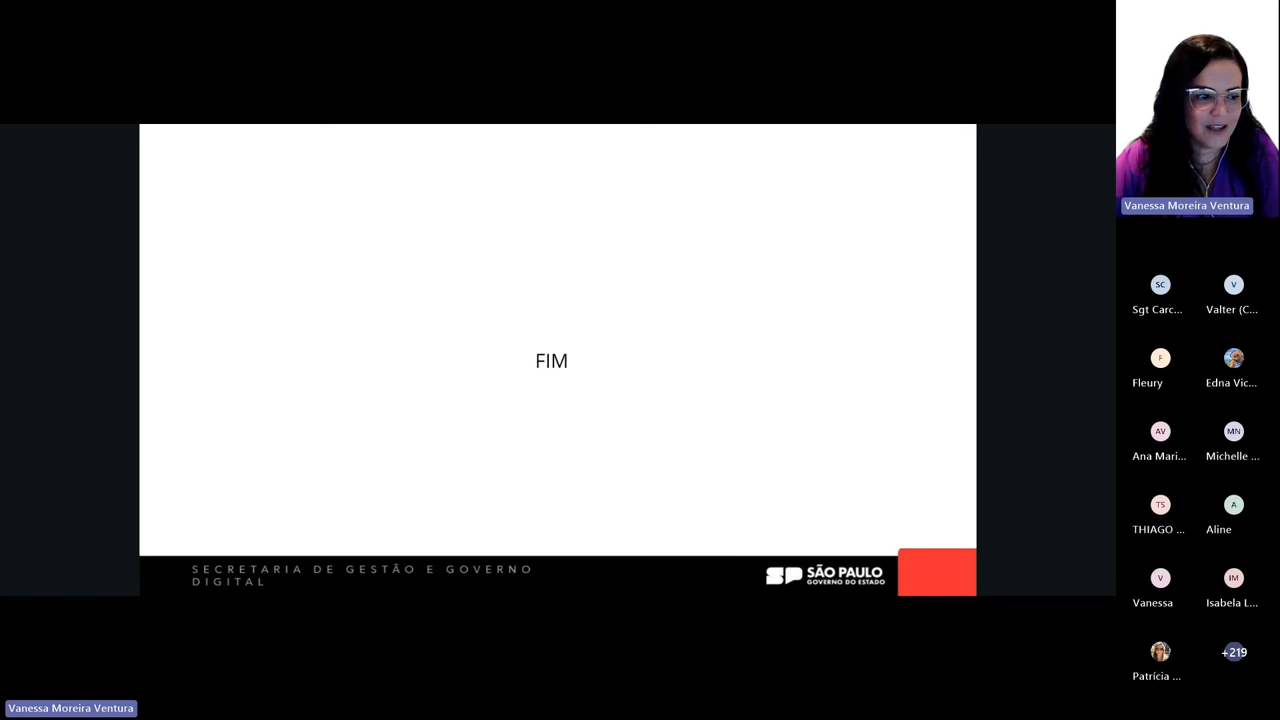 FIM
SECRETARIA DE GESTÃO E GOVERNO
DIGITAL
SP SÃO PAULO
GOVERNO DO ESTADO
Vanessa Moreira Ventura
SC
V
Sgt Carc...
Valter (C...
F
Fleury
Edna Vic...
AV
MN
Ana Mari...
Michelle ...
TS
A
THIAGO ...
Aline
V
IM
Vanessa
Isabela L...
+219
Patrícia ...
Vanessa Moreira Ventura